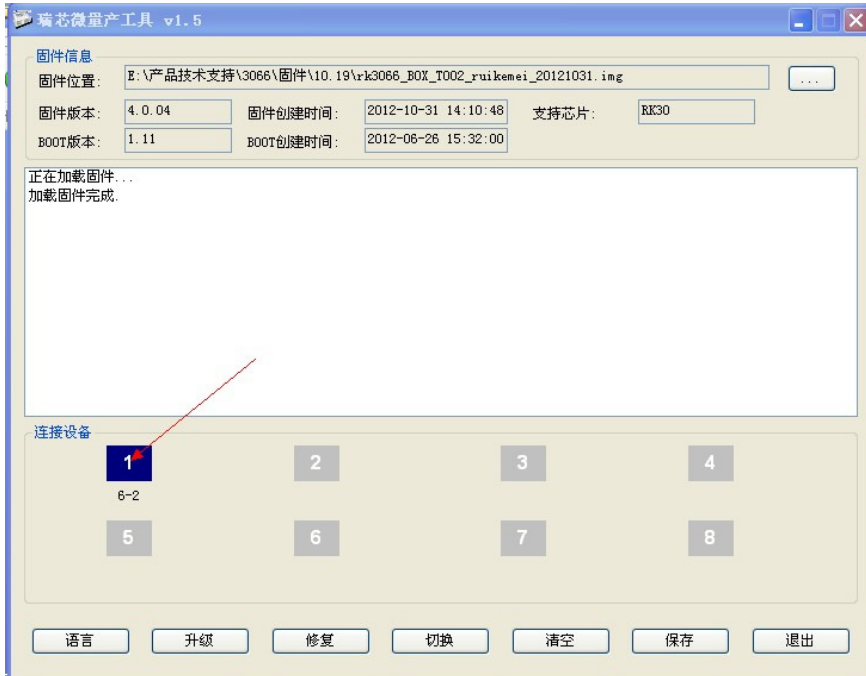 瑞芯微量产工具 v1.5
固件信息
固件位置: E:\产品技术支持\3066\固件\10.19\rk3066_BOX_T002_ruikemei_20121031.img ...
固件版本: 4.0.04 固件创建时间: 2012-10-31 14:10:48 支持芯片: RK30
BOOT版本: 1.11 BOOT创建时间: 2012-06-26 15:32:00
正在加载固件...
加载固件完成.
连接设备
1 2 3 4
6-2
5 6 7 8
语言 升级 修复 切换 清空 保存 退出